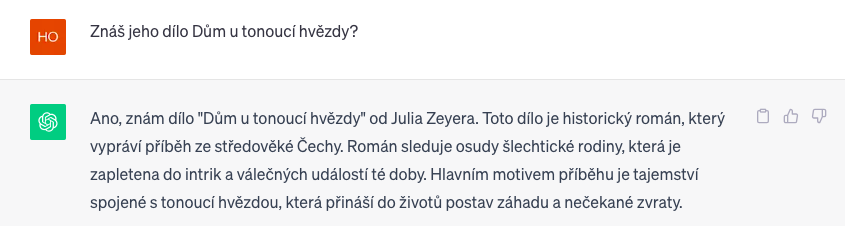 HO
Znáš jeho dílo Dům u tonoucí hvězdy?
Ano, znám dílo "Dům u tonoucí hvězdy" od Julia Zeyera. Toto dílo je historický román, který
vypráví příběh ze středověké Čechy. Román sleduje osudy šlechtické rodiny, která je
zapletena do intrik a válečných událostí té doby. Hlavním motivem příběhu je tajemství
spojené s tonoucí hvězdou, která přináší do životů postav záhadu a nečekané zvraty.